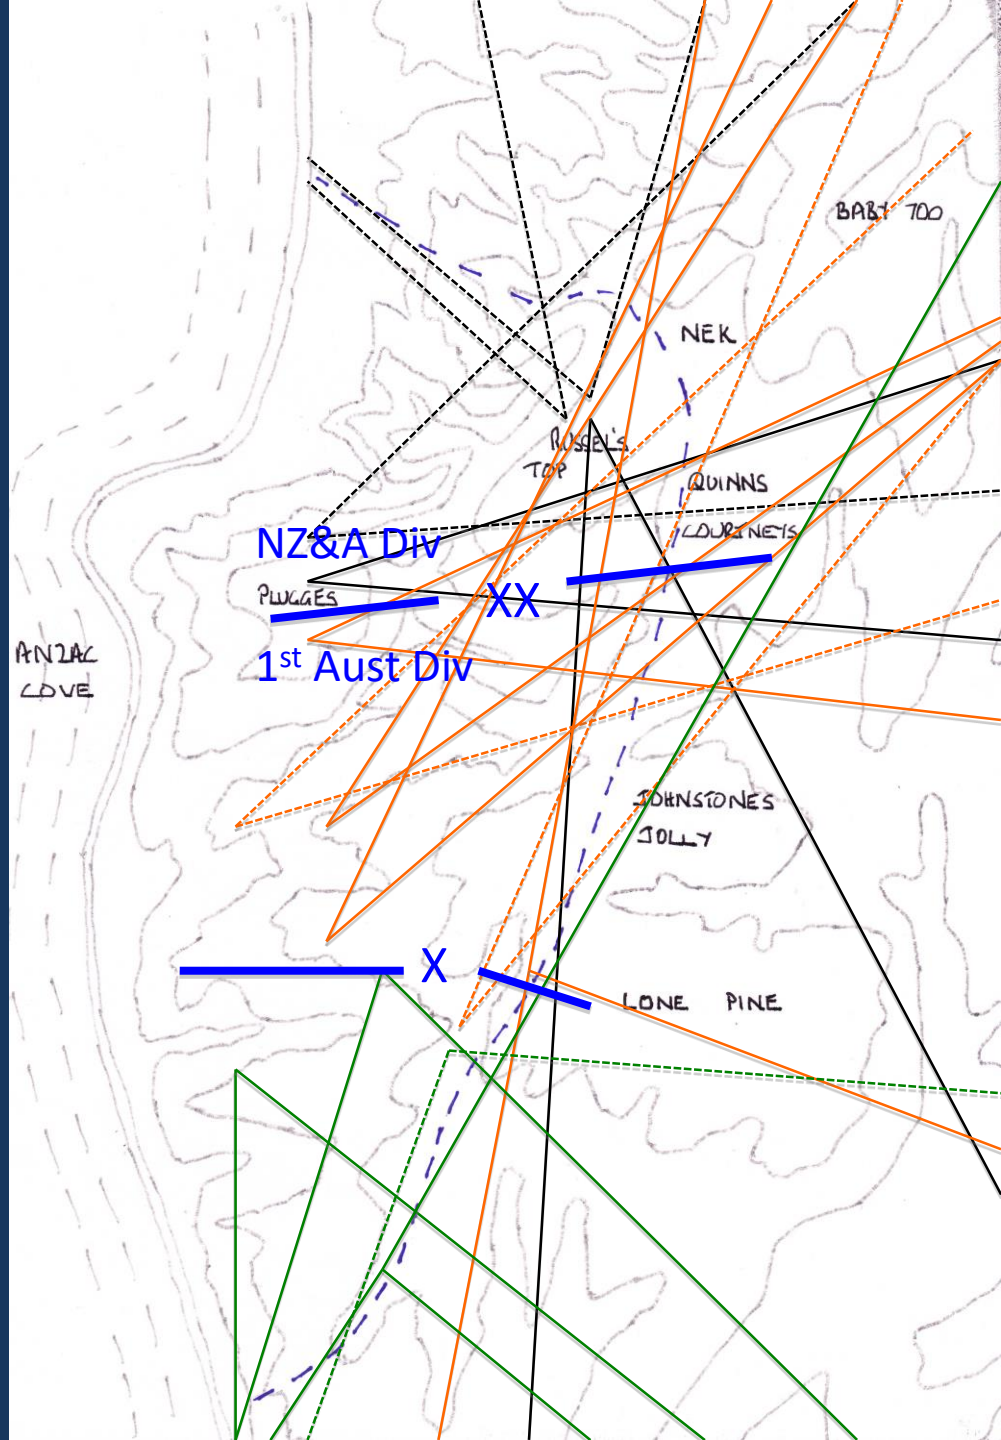 BABY 700
NEK
RUSSEL'S
TOP
QUINNS
COURTNEYS
NZ&A Div
PLUGGES
XX
ANZAC
COVE
1st Aust Div
JOHNSTONES
JOLLY
X
LONE PINE